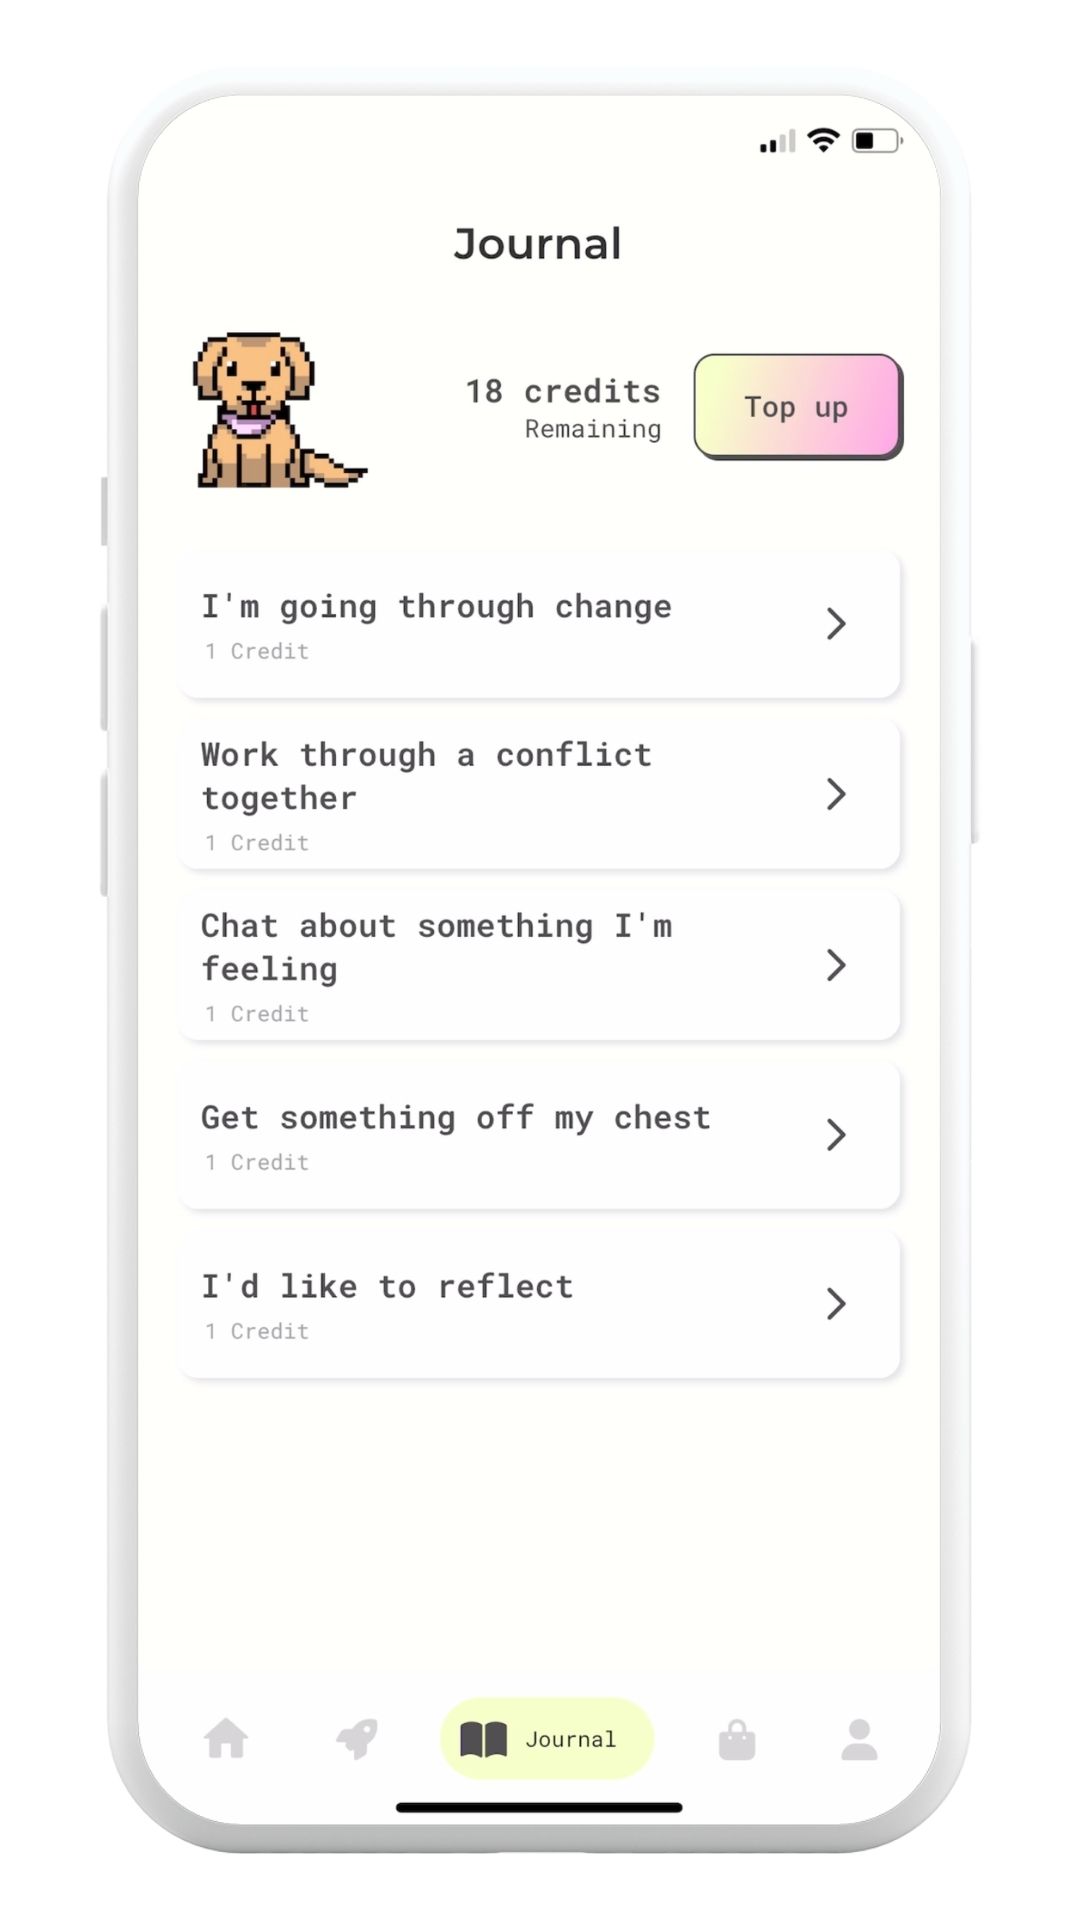 Journal
18 credits
Remaining
Top up
I'm going through change
1 Credit
Work through a conflict
together
1 Credit
Chat about something I'm
feeling
1 Credit
Get something off my chest
1 Credit
I'd like to reflect
1 Credit
Journal